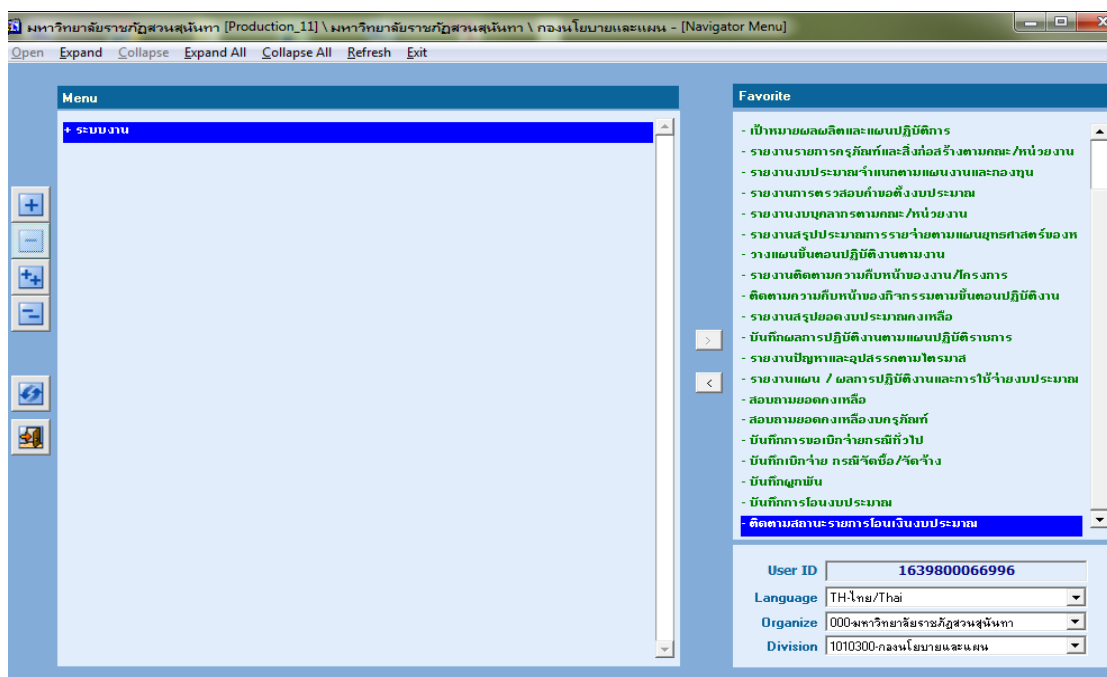 มหาวิทยาลัยราชภัฏสวนสุนันทา [Production_11] \ มหาวิทยาลัยราชภัฏสวนสุนันทา \ กองนโยบายและแผน - [Navigator Menu]
Open Expand Collapse Expand All Collapse All Refresh Exit
Menu
+ ระบบงาน
Favorite
- เป้าหมายผลผลิตและแผนปฏิบัติการ
- รายงานรายการครุภัณฑ์และสิ่งก่อสร้างตามคณะ/หน่วยงาน
- รายงานงบประมาณจำแนกตามแผนงานและกองทุน
- รายงานการตรวจสอบคำขอตั้งงบประมาณ
- รายงานงบบุคลากรตามคณะ/หน่วยงาน
- รายงานสรุปประมาณการรายจ่ายตามแผนยุทธศาสตร์ของห
- วางแผนขั้นตอนปฏิบัติงานตามงาน
- รายงานติดตามความคืบหน้าของงาน/โครงการ
- ติดตามความคืบหน้าของกิจกรรมตามขั้นตอนปฏิบัติงาน
- รายงานสรุปยอดงบประมาณคงเหลือ
- บันทึกผลการปฏิบัติงานตามแผนปฏิบัติราชการ
- รายงานปัญหาและอุปสรรคตามไตรมาส
- รายงานแผน / ผลการปฏิบัติงานและการใช้จ่ายงบประมาณ
- สอบถามยอดคงเหลือ
- สอบถามยอดคงเหลืองบครุภัณฑ์
- บันทึกการขอเบิกจ่ายกรณีทั่วไป
- บันทึกเบิกจ่าย กรณีจัดซื้อ/จัดจ้าง
- บันทึกผูกพัน
- บันทึกการโอนงบประมาณ
- ติดตามสถานะรายการโอนเงินงบประมาณ
User ID 1639800066996
Language TH-ไทย/Thai
Organize 000-มหาวิทยาลัยราชภัฏสวนสุนันทา
Division 1010300-กองนโยบายและแผน